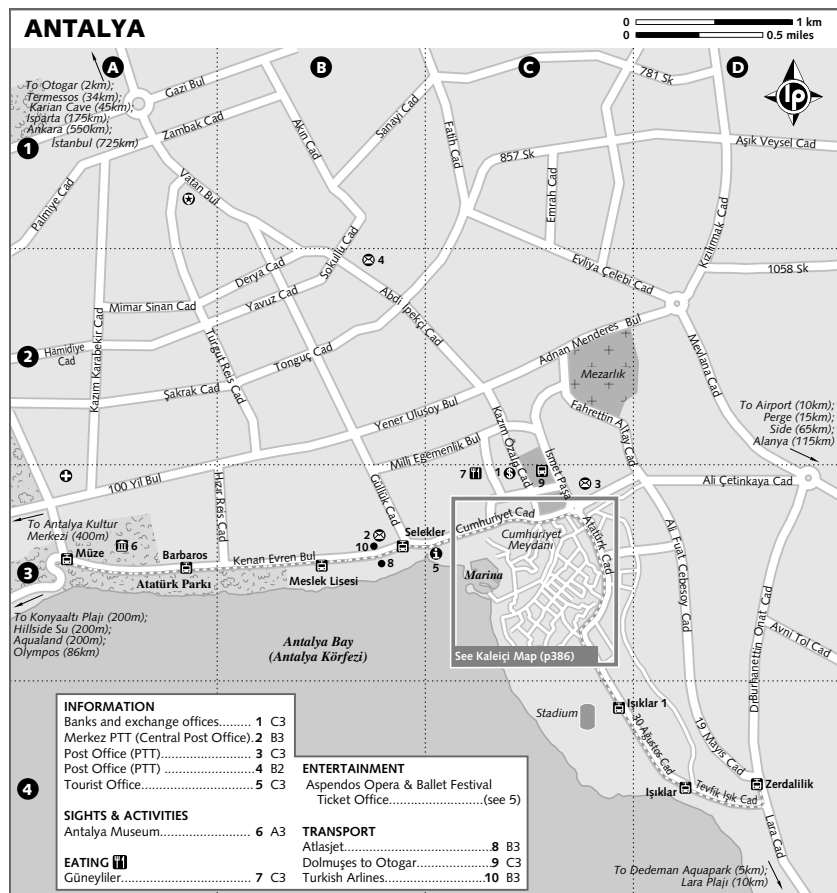 ANTALYA
0 1 km
0 0.5 miles
A
B
C
D
1
2
3
4
lp
To Otogar (2km);
Termessos (34km);
Karian Cave (45km);
Isparta (175km);
Ankara (550km);
İstanbul (725km)
Gazi Bul
Zambak Cad
Palmiye Cad
Vatan Bul
Akin Cad
Sanayi Cad
Fatih Cad
781 Sk
857 Sk
Emrah Cad
Aşık Veysel Cad
Kızılırmak Cad
1058 Sk
Evliya Çelebi Cad
Sokullu Cad
4
Derya Cad
Yavuz Cad
Mimar Sinan Cad
Abdi İpekçi Cad
Adnan Menderes Bul
Mevlana Cad
Hamidiye
Cad
Kazım Karabekir Cad
Turgut Reis Cad
Tonguç Cad
Şakrak Cad
Mezarlık
Fahrettin Altay Cad
Yener Ulusoy Bul
Kazım Özalp Cad
Milli Egemenlik Bul
İsmet Paşa
To Airport (10km);
Perge (15km);
Side (65km);
Alanya (115km)
100 Yıl Bul
Hızır Reis Cad
Güllük Cad
7
1
$
9
3
Ali Çetinkaya Cad
To Antalya Kultur
Merkezi (400m)
Müze
6
Barbaros
Atatürk Parkı
Kenan Evren Bul
Meslek Lisesi
2
10
8
Selekler
i
5
Cumhuriyet Cad
Cumhuriyet
Meydanı
Atatürk Cad
Ali Fuat Cebesoy Cad
Marina
To Konyaaltı Plajı (200m);
Hillside Su (200m);
Aqualand (200m);
Olympos (86km)
Antalya Bay
(Antalya Körfezi)
See Kaleiçi Map (p386)
Dr Burhanettin Onat Cad
Avni Tol Cad
Stadium
Işıklar 1
30 Ağustos Cad
19 Mayıs Cad
Işıklar
Tevfik Işık Cad
Zerdalilik
Lara Cad
To Dedeman Aquapark (5km);
Lara Plajı (10km)
INFORMATION
Banks and exchange offices......... 1 C3
Merkez PTT (Central Post Office). 2 B3
Post Office (PTT)........................... 3 C3
Post Office (PTT)........................... 4 B2
Tourist Office................................ 5 C3
SIGHTS & ACTIVITIES
Antalya Museum........................... 6 A3
EATING
Güneyliler..................................... 7 C3
ENTERTAINMENT
Aspendos Opera & Ballet Festival
Ticket Office........................(see 5)
TRANSPORT
Atlasjet.........................................8 B3
Dolmuşes to Otogar.....................9 C3
Turkish Arlines............................10 B3